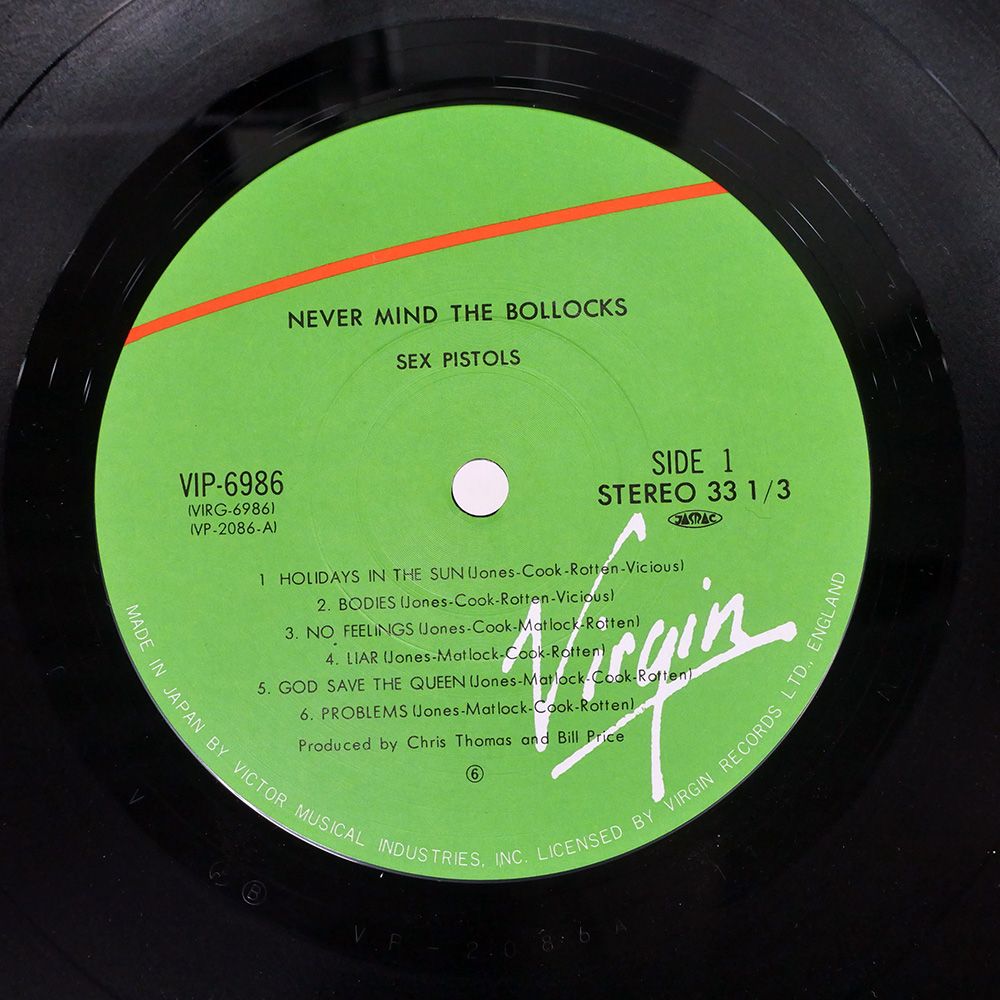 NEVER MIND THE BOLLOCKS
SEX PISTOLS
VIP-6986
(VIRG-6986)
(VP-2086-A)
SIDE 1
STEREO 33 1/3
JASRAC
1 HOLIDAYS IN THE SUN (Jones-Cook-Rotten-Vicious)
2. BODIES (Jones-Cook-Rotten-Vicious)
3. NO FEELINGS (Jones-Cook-Matlock-Rotten)
4. LIAR (Jones-Matlock-Cook-Rotten)
5. GOD SAVE THE QUEEN (Jones-Matlock-Cook-Rotten)
6. PROBLEMS (Jones-Matlock-Cook-Rotten)
Produced by Chris Thomas and Bill Price
⑥
Virgin
MADE IN JAPAN BY VICTOR MUSICAL INDUSTRIES, INC. LICENSED BY VIRGIN RECORDS LTD., ENGLAND
6 Ⓑ
V.P-2086A